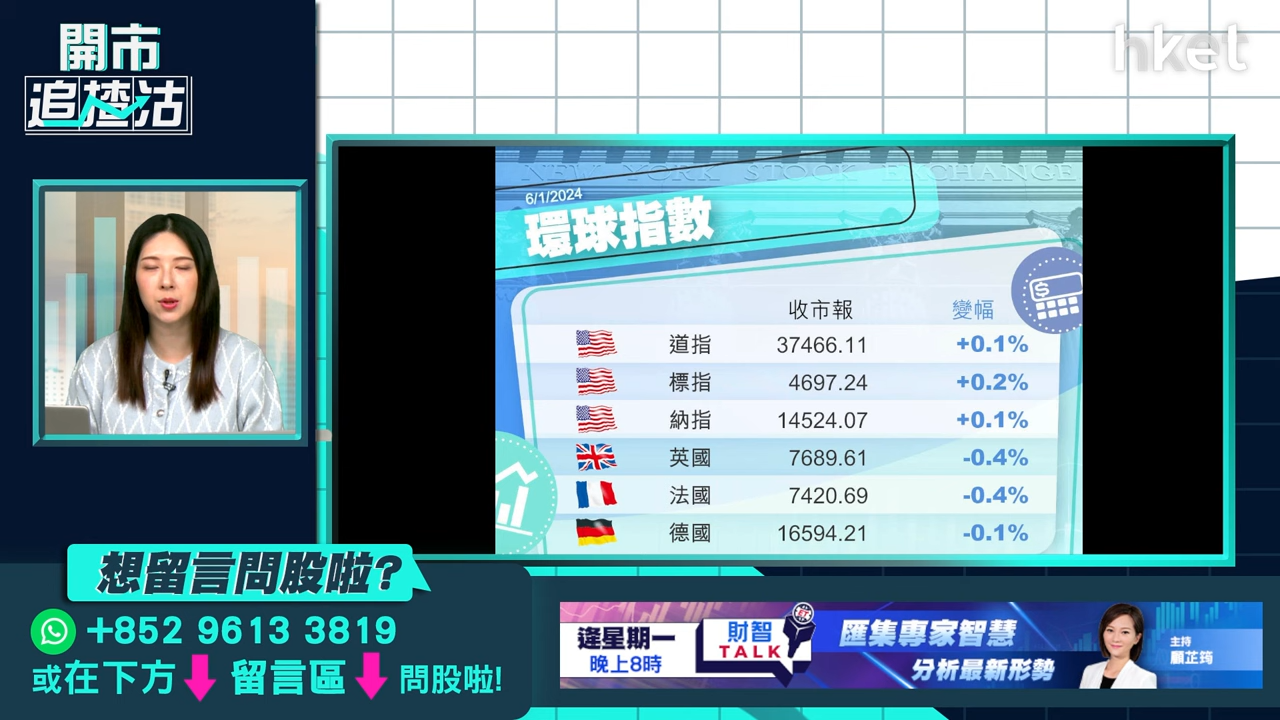 開市
追揸沽
hket
NEW YORK STOCK EXCHANGE
6/1/2024
環球指數
收市報 變幅
道指 37466.11 +0.1%
標指 4697.24 +0.2%
納指 14524.07 +0.1%
英國 7689.61 -0.4%
法國 7420.69 -0.4%
德國 16594.21 -0.1%
想留言問股啦?
+852 9613 3819
或在下方 留言區 問股啦!
逢星期一
晚上8時
財智
TALK
匯集專家智慧
分析最新形勢
主持
顧芷筠